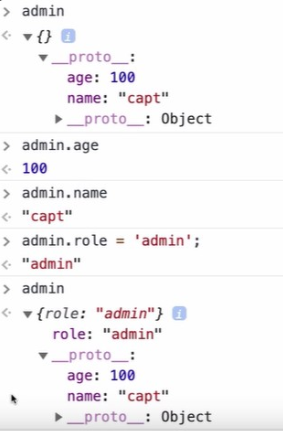 > admin
<· ▼{} i
▼__proto__:
age: 100
name: "capt"
▶__proto__: Object
> admin.age
<· 100
> admin.name
<· "capt"
> admin.role = 'admin';
<· "admin"
> admin
<· ▼{role: "admin"} i
role: "admin"
▼__proto__:
age: 100
name: "capt"
▶__proto__: Object